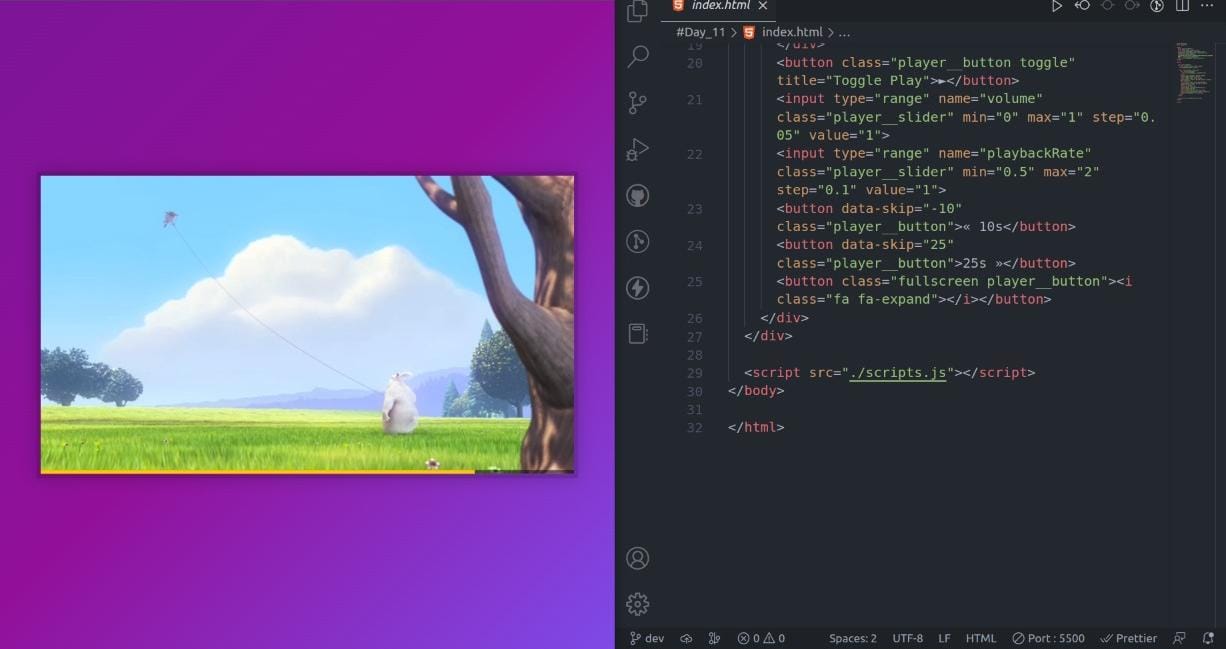 index.html
#Day_11 > index.html > ...
19 </div>
20 <button class="player__button toggle"
title="Toggle Play">►</button>
21 <input type="range" name="volume"
class="player__slider" min="0" max="1" step="0.
05" value="1">
22 <input type="range" name="playbackRate"
class="player__slider" min="0.5" max="2"
step="0.1" value="1">
23 <button data-skip="-10"
class="player__button">« 10s</button>
24 <button data-skip="25"
class="player__button">25s »</button>
25 <button class="fullscreen player__button"><i
class="fa fa-expand"></i></button>
26 </div>
27 </div>
28
29 <script src="./scripts.js"></script>
30 </body>
31
32 </html>
dev 0 0 Spaces: 2 UTF-8 LF HTML Port : 5500 Prettier